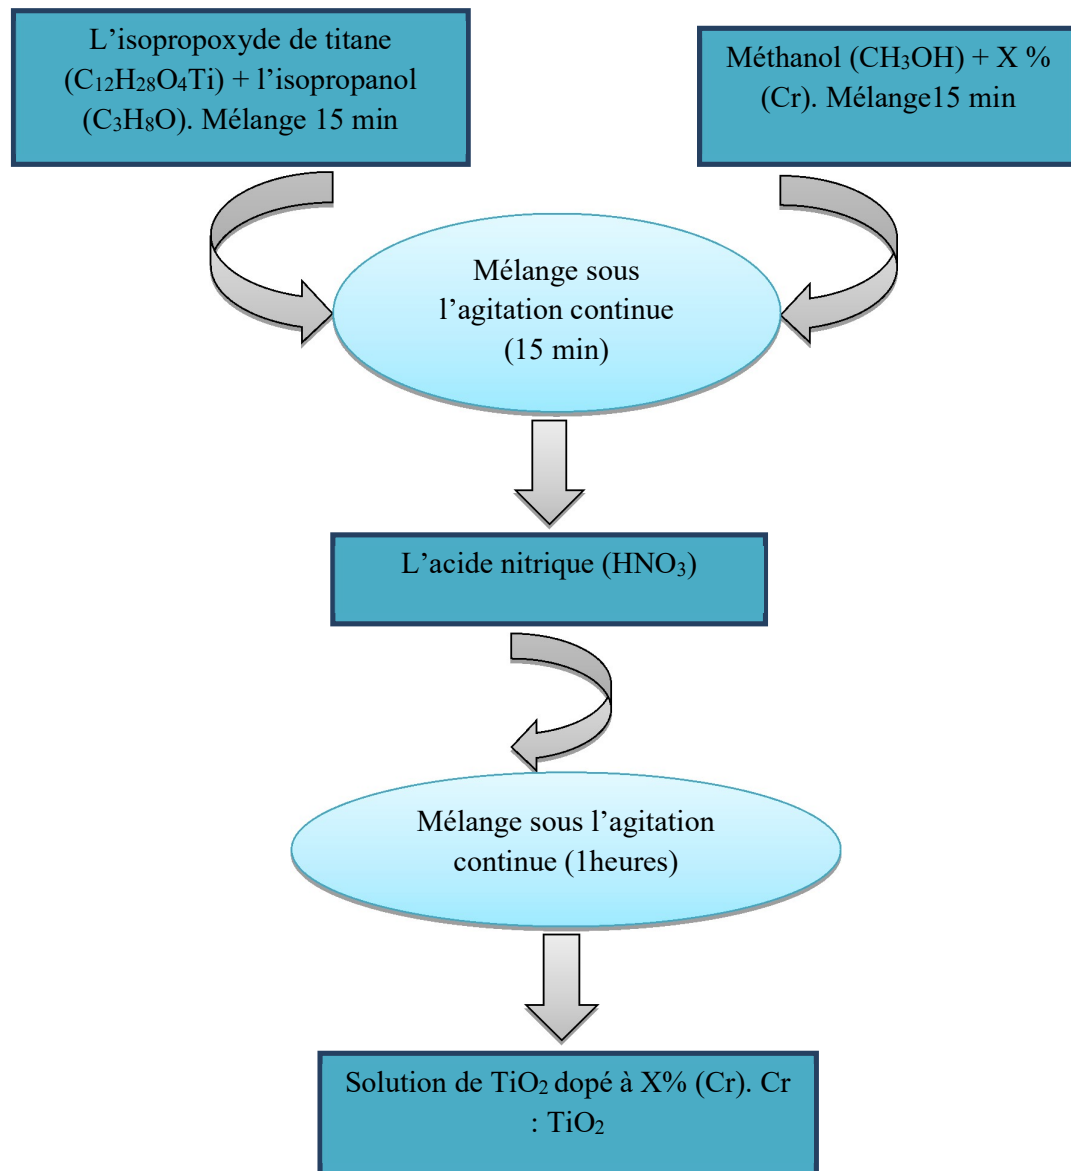 L’isopropoxyde de titane
(C₁₂H₂₈O₄Ti) + l’isopropanol
(C₃H₈O). Mélange 15 min
Méthanol (CH₃OH) + X %
(Cr). Mélange15 min
Mélange sous
l’agitation continue
(15 min)
L’acide nitrique (HNO₃)
Mélange sous l’agitation
continue (1heures)
Solution de TiO₂ dopé à X% (Cr). Cr
: TiO₂